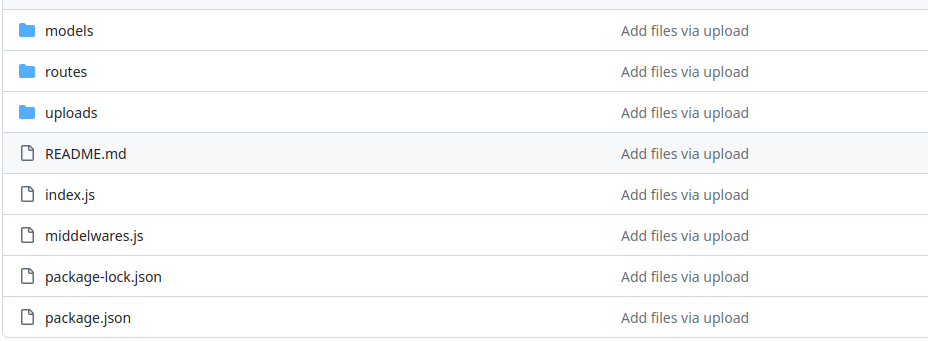 models Add files via upload
routes Add files via upload
uploads Add files via upload
README.md Add files via upload
index.js Add files via upload
middelwares.js Add files via upload
package-lock.json Add files via upload
package.json Add files via upload